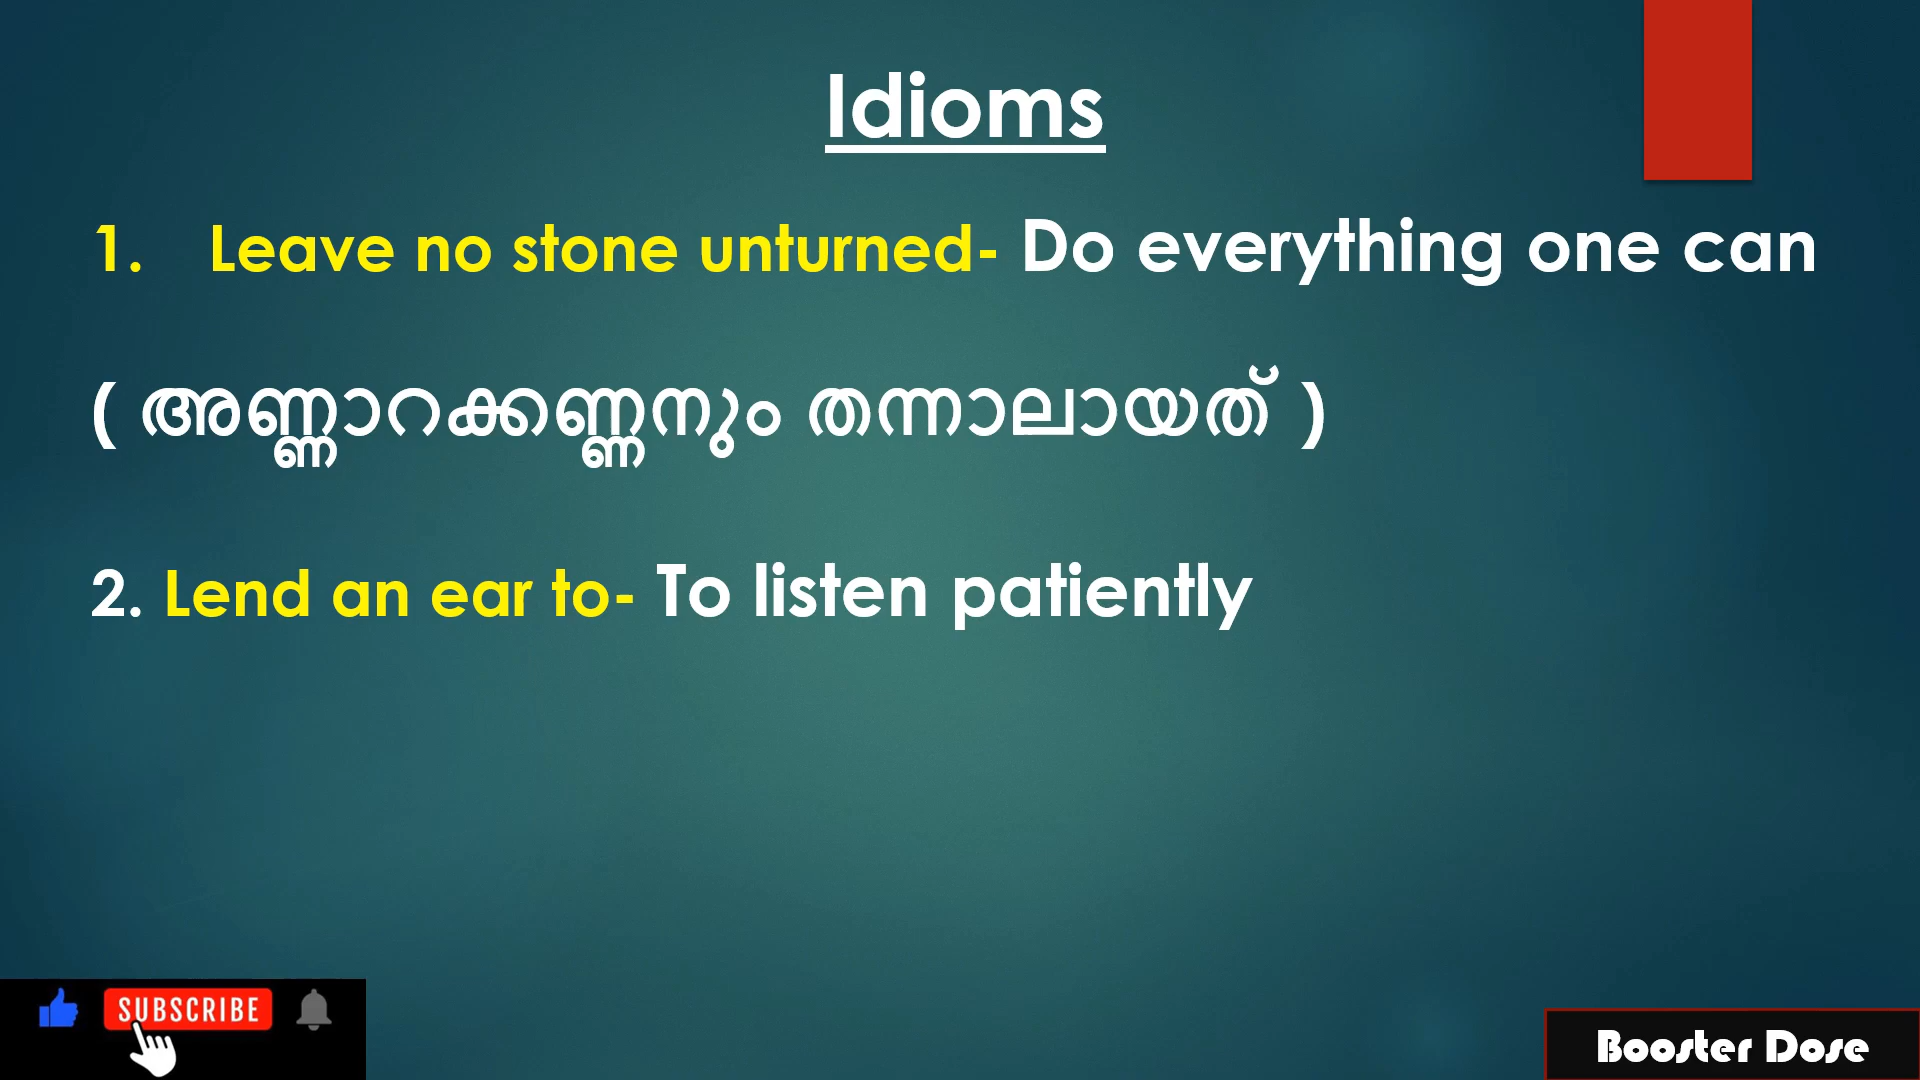 Idioms
1. Leave no stone unturned- Do everything one can
( അണ്ണാറക്കണ്ണനും തന്നാലായത് )
2. Lend an ear to- To listen patiently
SUBSCRIBE
Booster Dose